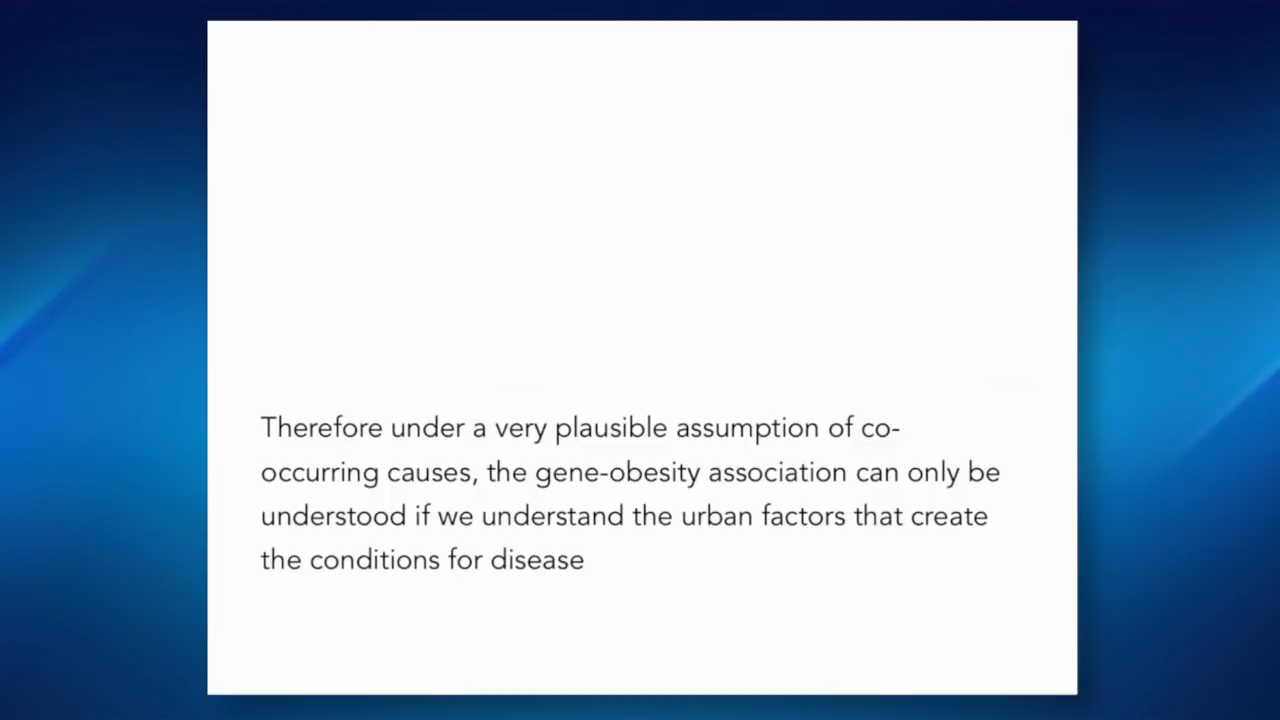 Therefore under a very plausible assumption of co-
occurring causes, the gene-obesity association can only be
understood if we understand the urban factors that create
the conditions for disease